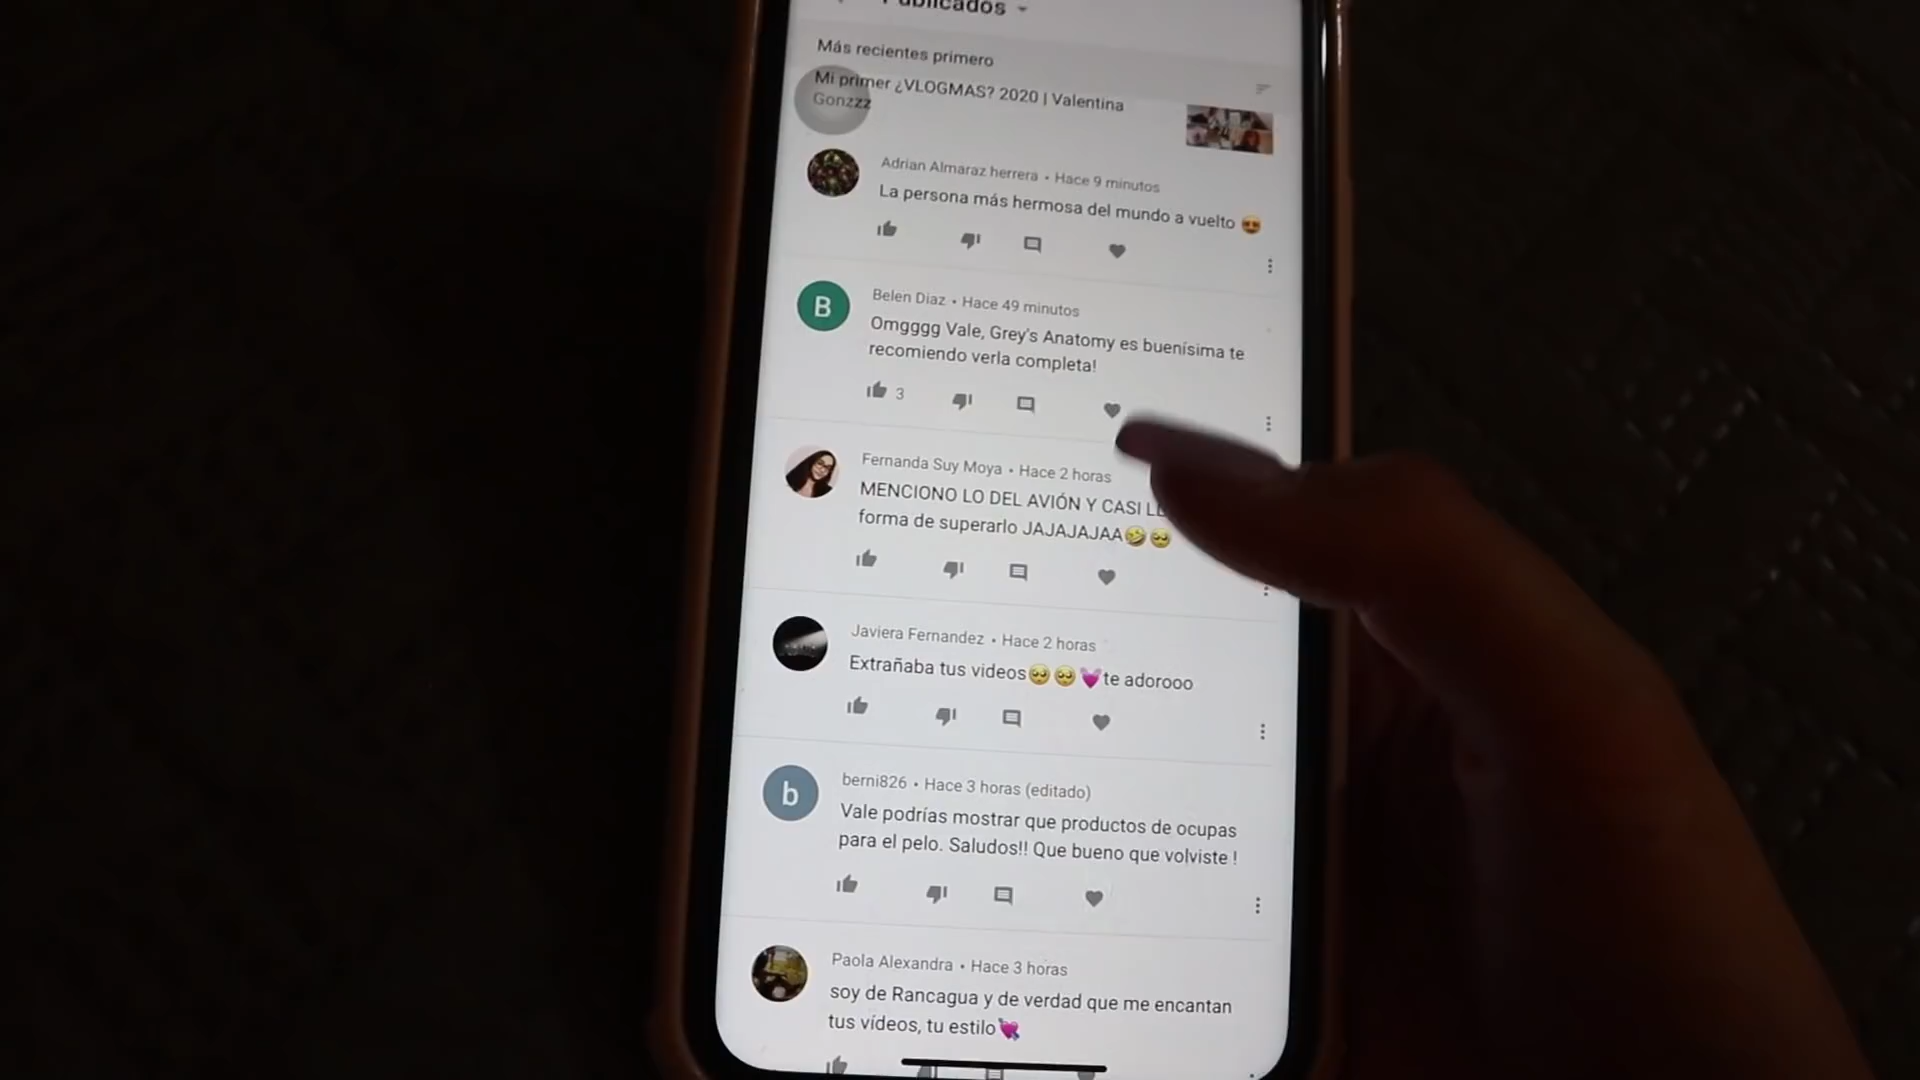 Publicados
Más recientes primero
Mi primer ¿VLOGMAS? 2020 | Valentina
Gonzzz
Adrian Almaraz herrera • Hace 9 minutos
La persona más hermosa del mundo a vuelto 😍
B
Belen Diaz • Hace 49 minutos
Omgggg Vale, Grey's Anatomy es buenísima te
recomiendo verla completa!
3
Fernanda Suy Moya • Hace 2 horas
MENCIONO LO DEL AVIÓN Y CASI
forma de superarlo JAJAJAJAA🤣🥺
Javiera Fernandez • Hace 2 horas
Extrañaba tus videos🥺🥺💓te adorooo
b
berni826 • Hace 3 horas (editado)
Vale podrías mostrar que productos de ocupas
para el pelo. Saludos!! Que bueno que volviste !
Paola Alexandra • Hace 3 horas
soy de Rancagua y de verdad que me encantan
tus vídeos, tu estilo💘